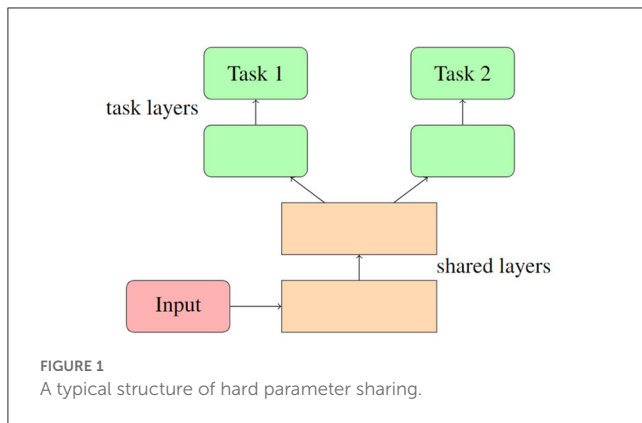 Task 1
Task 2
task layers
shared layers
Input
FIGURE 1
A typical structure of hard parameter sharing.